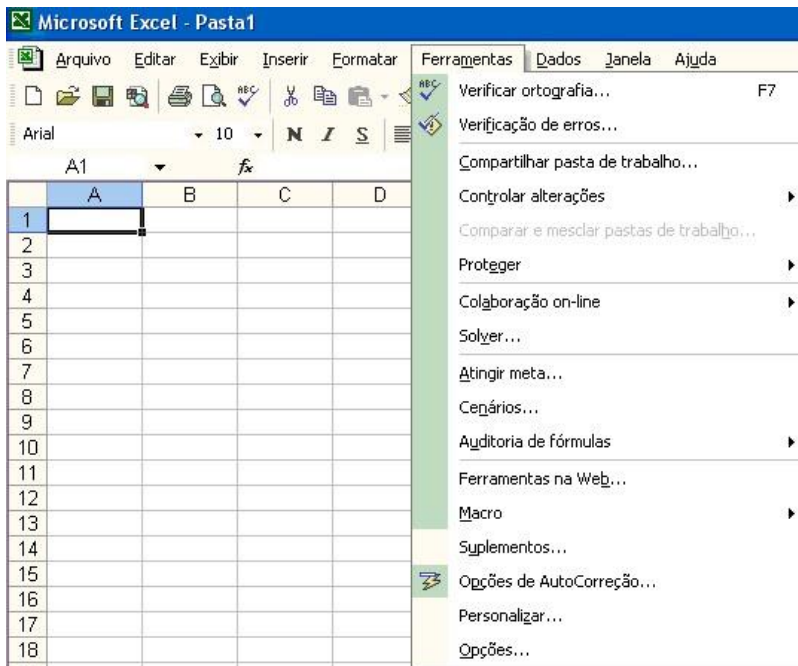 Microsoft Excel - Pasta1
Arquivo Editar Exibir Inserir Formatar Ferramentas Dados Janela Ajuda
ABC
Arial 10 N I S
A1 fx
A B C D
1
2
3
4
5
6
7
8
9
10
11
12
13
14
15
16
17
18
ABC Verificar ortografia... F7
Verificação de erros...
Compartilhar pasta de trabalho...
Controlar alterações
Comparar e mesclar pastas de trabalho...
Proteger
Colaboração on-line
Solver...
Atingir meta...
Cenários...
Auditoria de fórmulas
Ferramentas na Web...
Macro
Suplementos...
Opções de AutoCorreção...
Personalizar...
Opções...